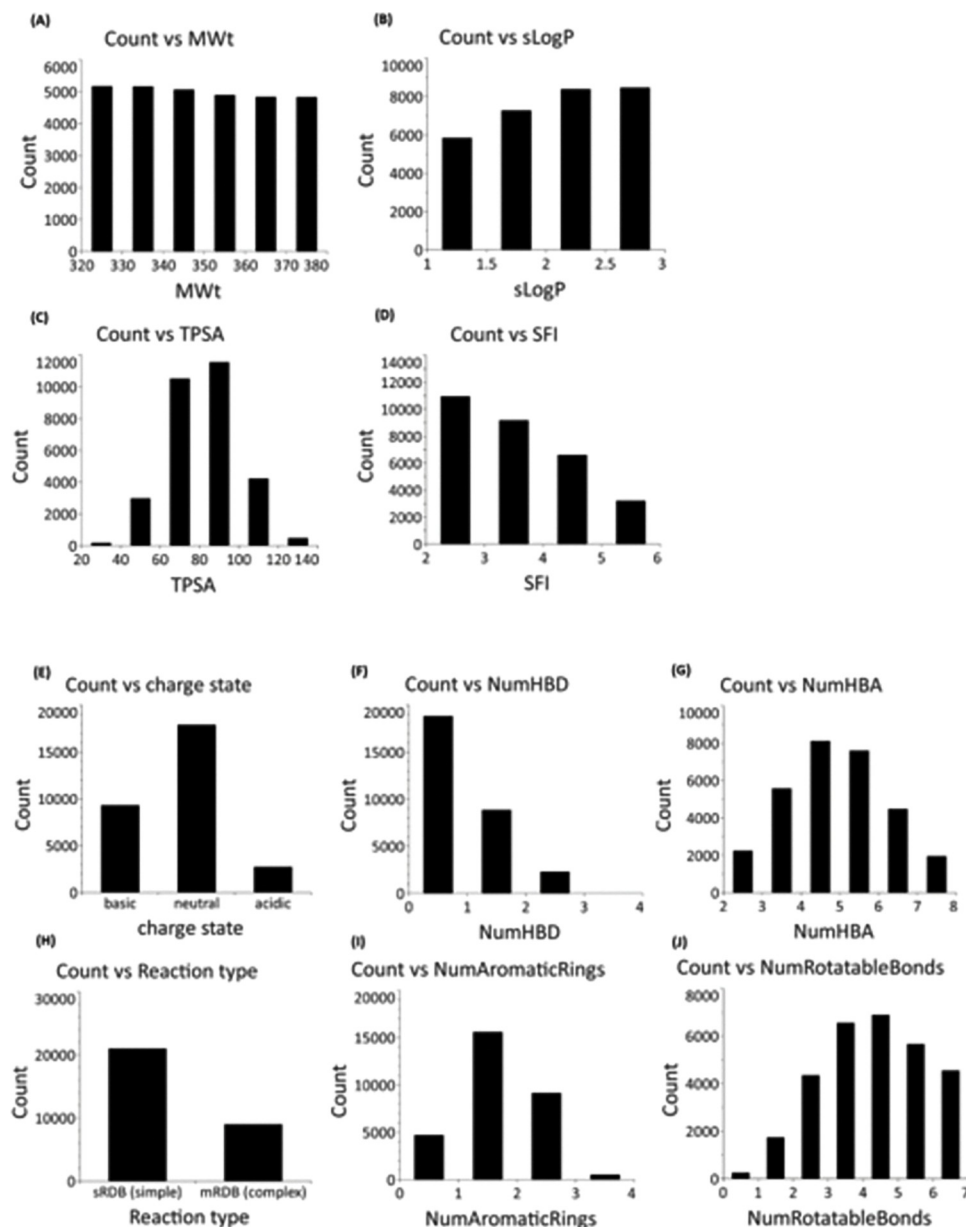 (A)
Count vs MWt
6000
5000
4000
3000
2000
1000
0
Count
320 330 340 350 360 370 380
MWt
(B)
Count vs sLogP
10000
8000
6000
4000
2000
0
Count
1 1.5 2 2.5 3
sLogP
(C)
Count vs TPSA
12000
10000
8000
6000
4000
2000
0
Count
20 40 60 80 100 120 140
TPSA
(D)
Count vs SFI
14000
12000
10000
8000
6000
4000
2000
0
Count
2 3 4 5 6
SFI
(E)
Count vs charge state
20000
15000
10000
5000
0
Count
basic neutral acidic
charge state
(F)
Count vs NumHBD
20000
15000
10000
5000
0
Count
0 1 2 3 4
NumHBD
(G)
Count vs NumHBA
10000
8000
6000
4000
2000
0
Count
2 3 4 5 6 7 8
NumHBA
(H)
Count vs Reaction type
30000
20000
10000
0
Count
sRDB (simple) mRDB (complex)
Reaction type
(I)
Count vs NumAromaticRings
20000
15000
10000
5000
0
Count
0 1 2 3 4
NumAromaticRings
(J)
Count vs NumRotatableBonds
8000
6000
4000
2000
0
Count
0 1 2 3 4 5 6 7
NumRotatableBonds